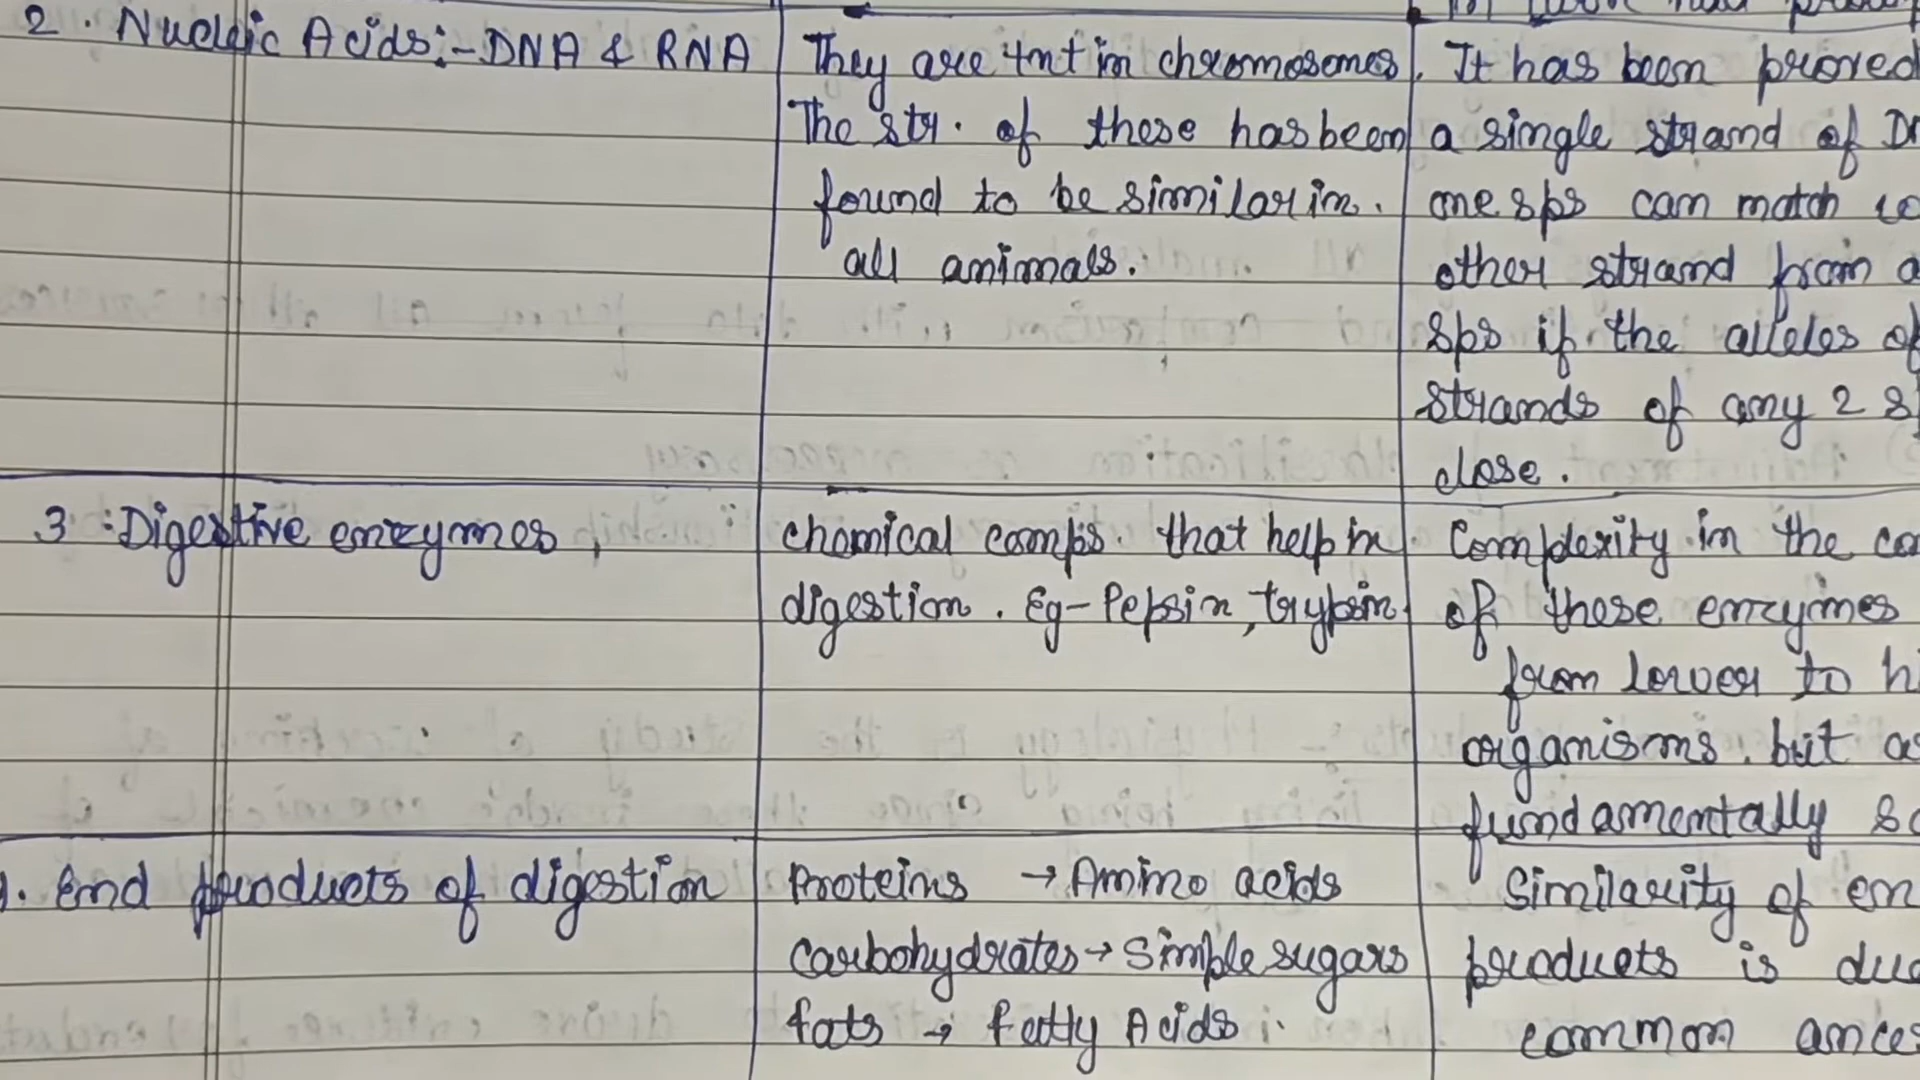 2. Nucleic Acids:- DNA & RNA
They are +nt in chromosomes.
The str. of these has been
found to be similar in.
all animals.
It has been proved
a single strand of
one sps can match
other strand from a
sps if the alleles of
strands of any 2
close.
3. Digestive enzymes
chemical comps. that help in
digestion. Eg- Pepsin, trypsin.
Complexity in the
of these enzymes
from lower to
organisms. but
fundamentally
End products of digestion
Proteins → Amino acids
Carbohydrates → Simple sugars
fats → fatty Acids.
Similarity of
products is
common